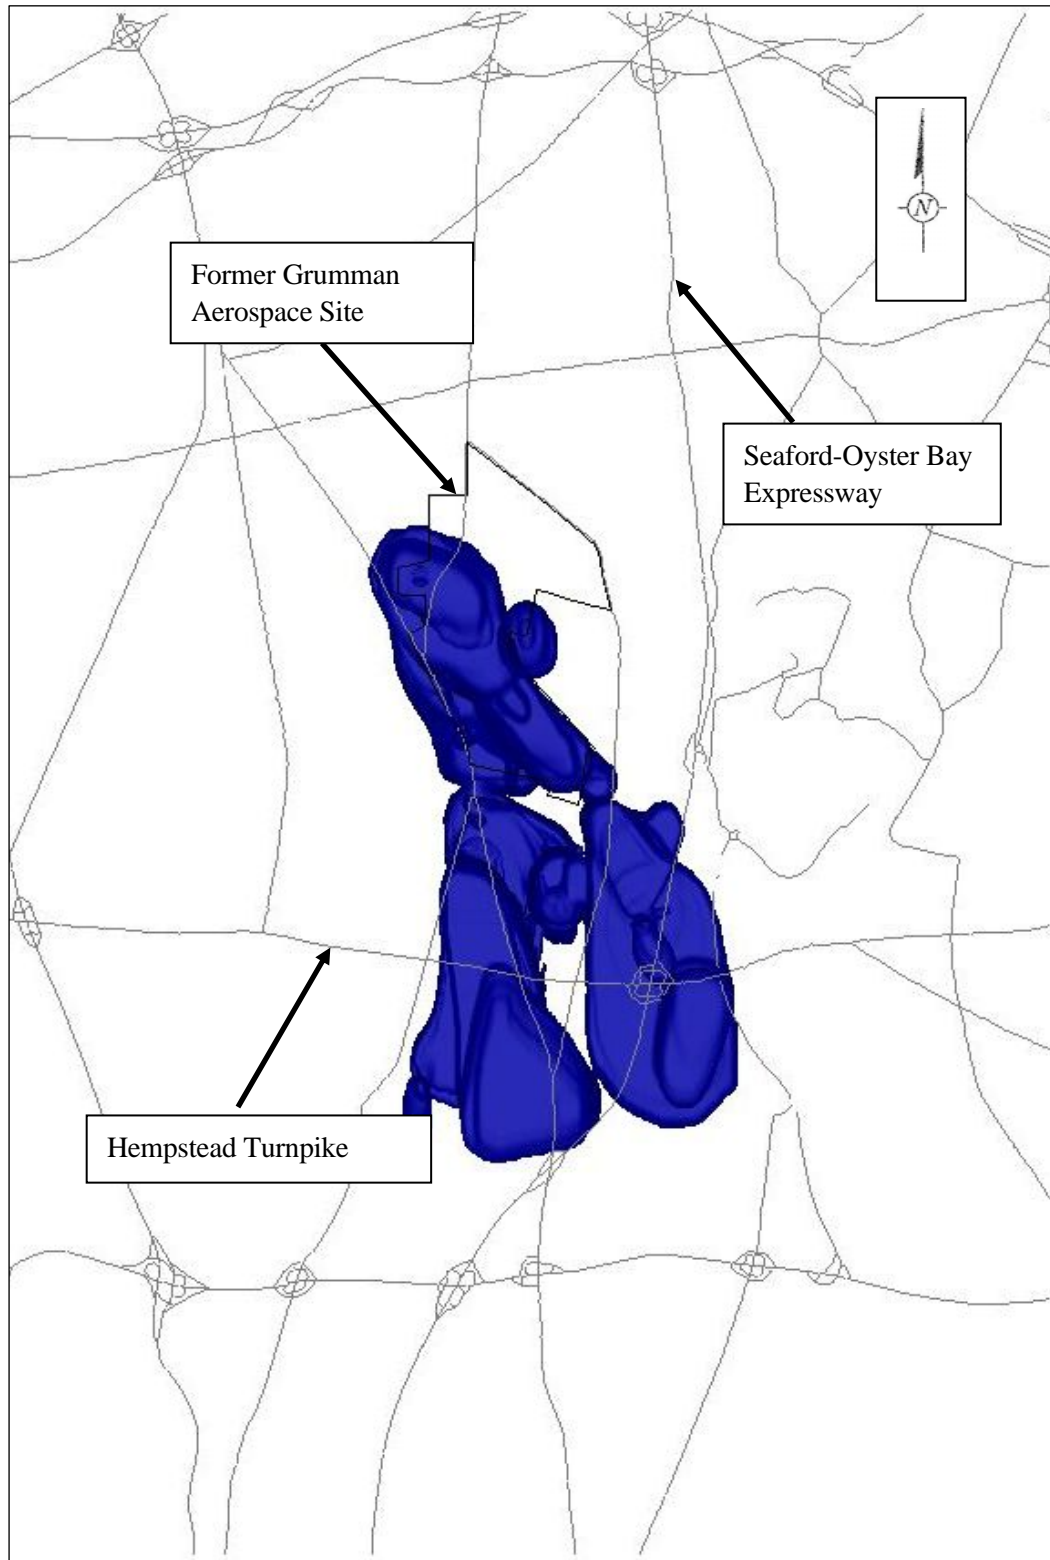 N
Former Grumman
Aerospace Site
Seaford-Oyster Bay
Expressway
Hempstead Turnpike